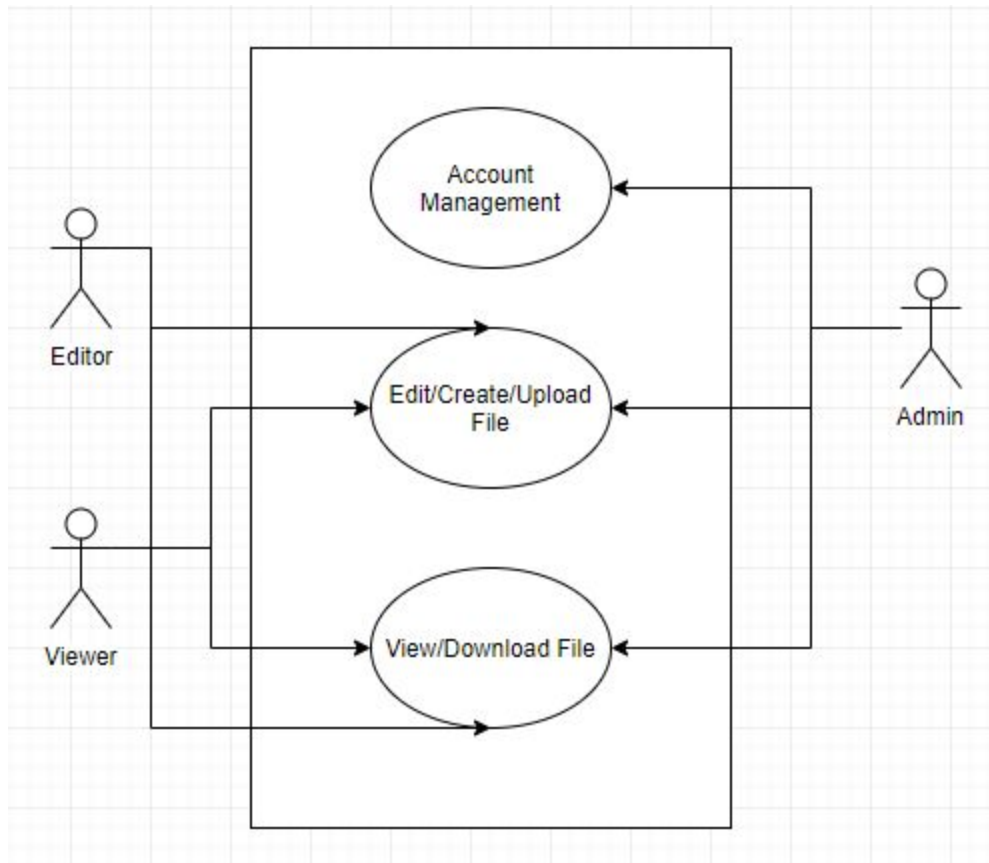 Account
Management
Editor
Edit/Create/Upload
File
Admin
Viewer
View/Download File